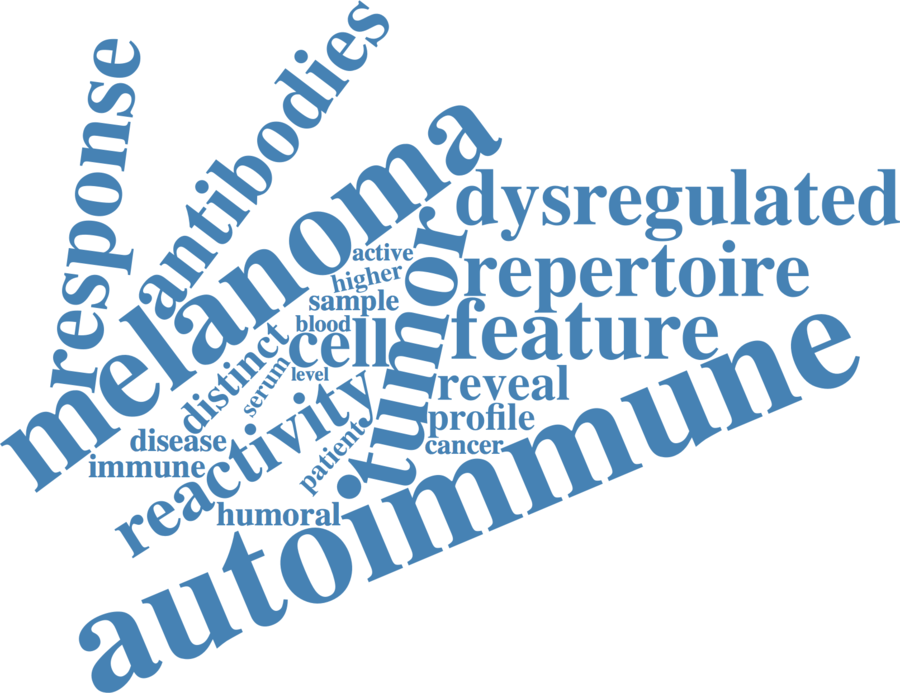 response
antibodies
melanoma
dysregulated
tumor
repertoire
active
higher
sample
blood
cell
feature
distinct
serum
level
reveal
reactivity
profile
disease
immune
patient
cancer
humoral
autoimmune